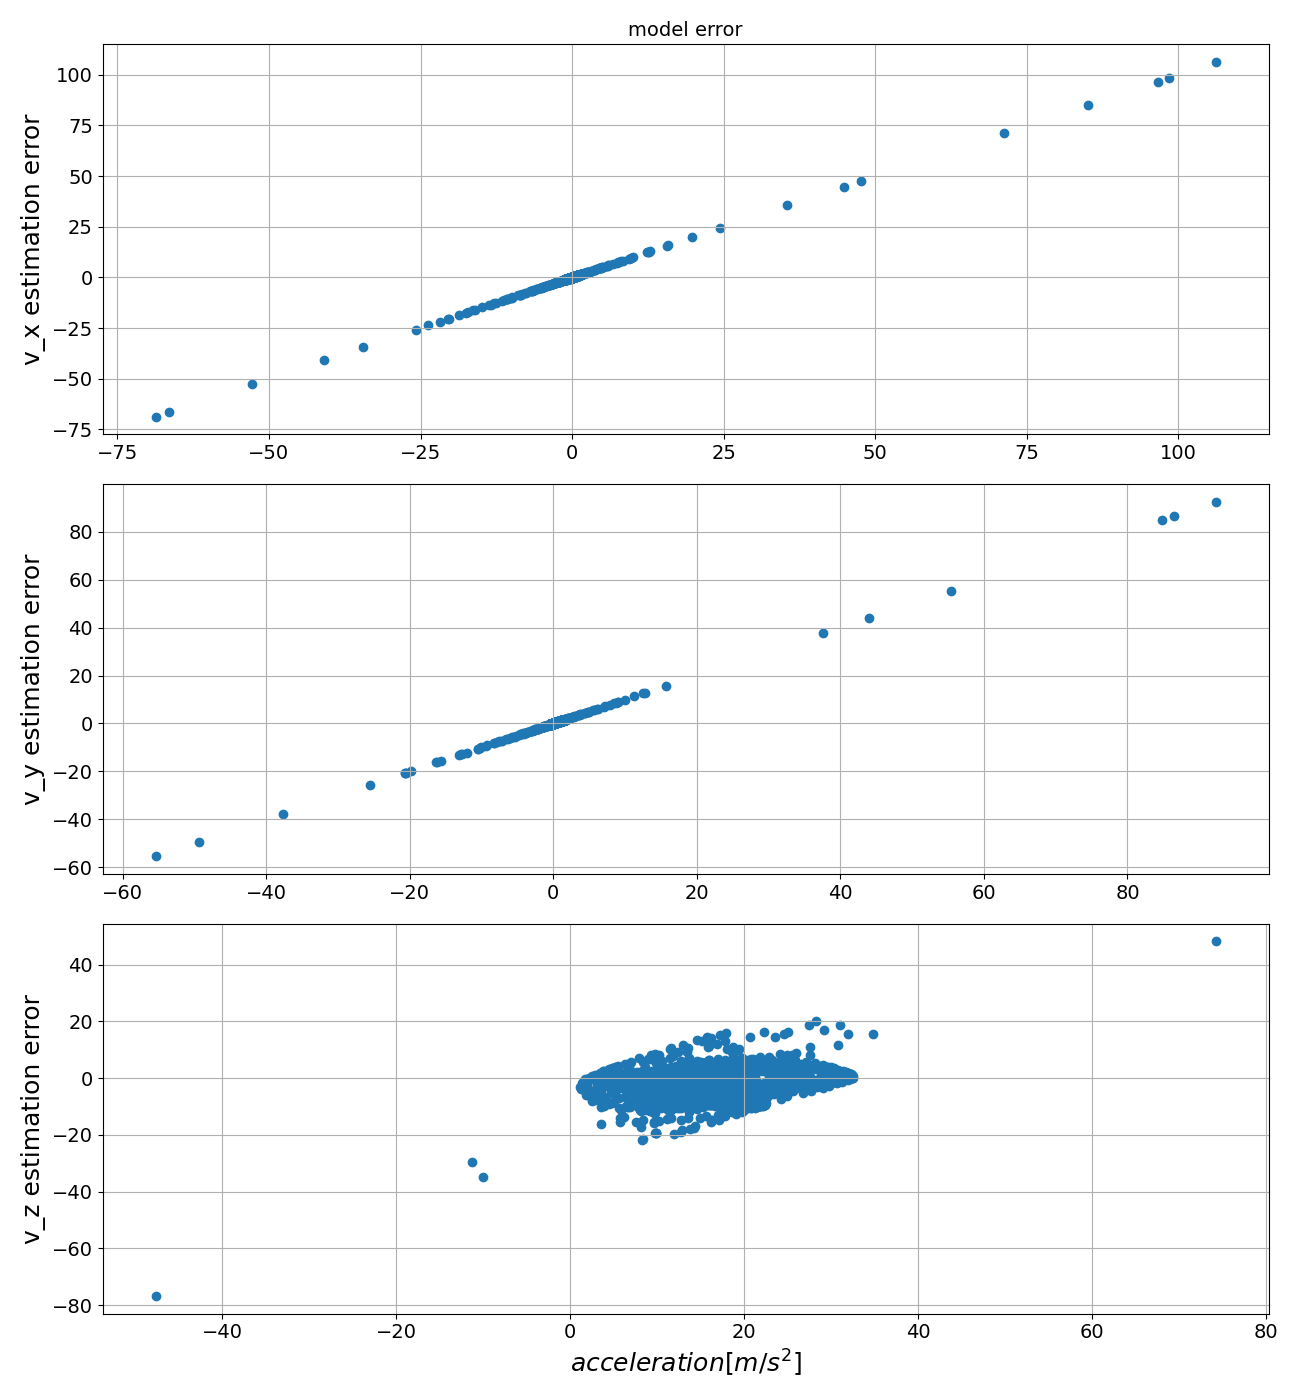 model error
v_x estimation error
100
75
50
25
0
−25
−50
−75
−75 −50 −25 0 25 50 75 100
v_y estimation error
80
60
40
20
0
−20
−40
−60
−60 −40 −20 0 20 40 60 80
v_z estimation error
40
20
0
−20
−40
−60
−80
−40 −20 0 20 40 60 80
acceleration[m/s²]